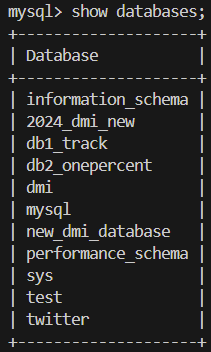 mysql> show databases;
+--------------------+
| Database           |
+--------------------+
| information_schema |
| 2024_dmi_new       |
| db1_track          |
| db2_onepercent     |
| dmi                |
| mysql              |
| new_dmi_database   |
| performance_schema |
| sys                |
| test               |
| twitter            |
+--------------------+